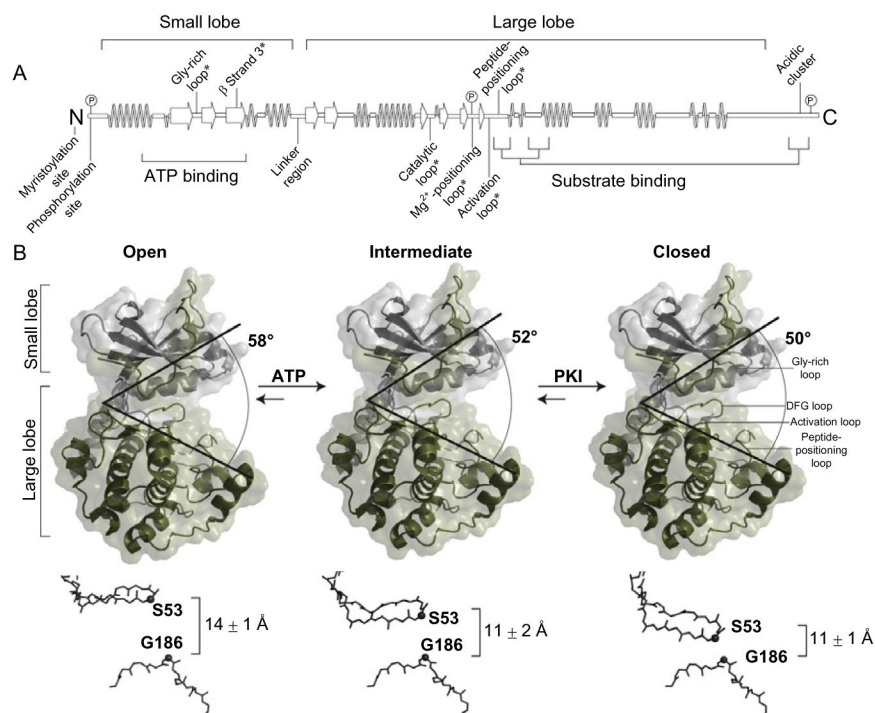 Small lobe
Large lobe
A
Gly-rich
loop*
β Strand 3*
Peptide-
positioning
loop*
Acidic
cluster
P
P
P
N
C
Myristoylation
site
Phosphorylation
site
ATP binding
Linker
region
Catalytic
loop*
Mg2+-positioning
loop*
Activation
loop*
Substrate binding
B
Open
Intermediate
Closed
Small lobe
Large lobe
58°
ATP
52°
PKI
50°
Gly-rich
loop
DFG loop
Activation loop
Peptide-
positioning
loop
S53
G186
14 ± 1 Å
S53
G186
11 ± 2 Å
S53
G186
11 ± 1 Å